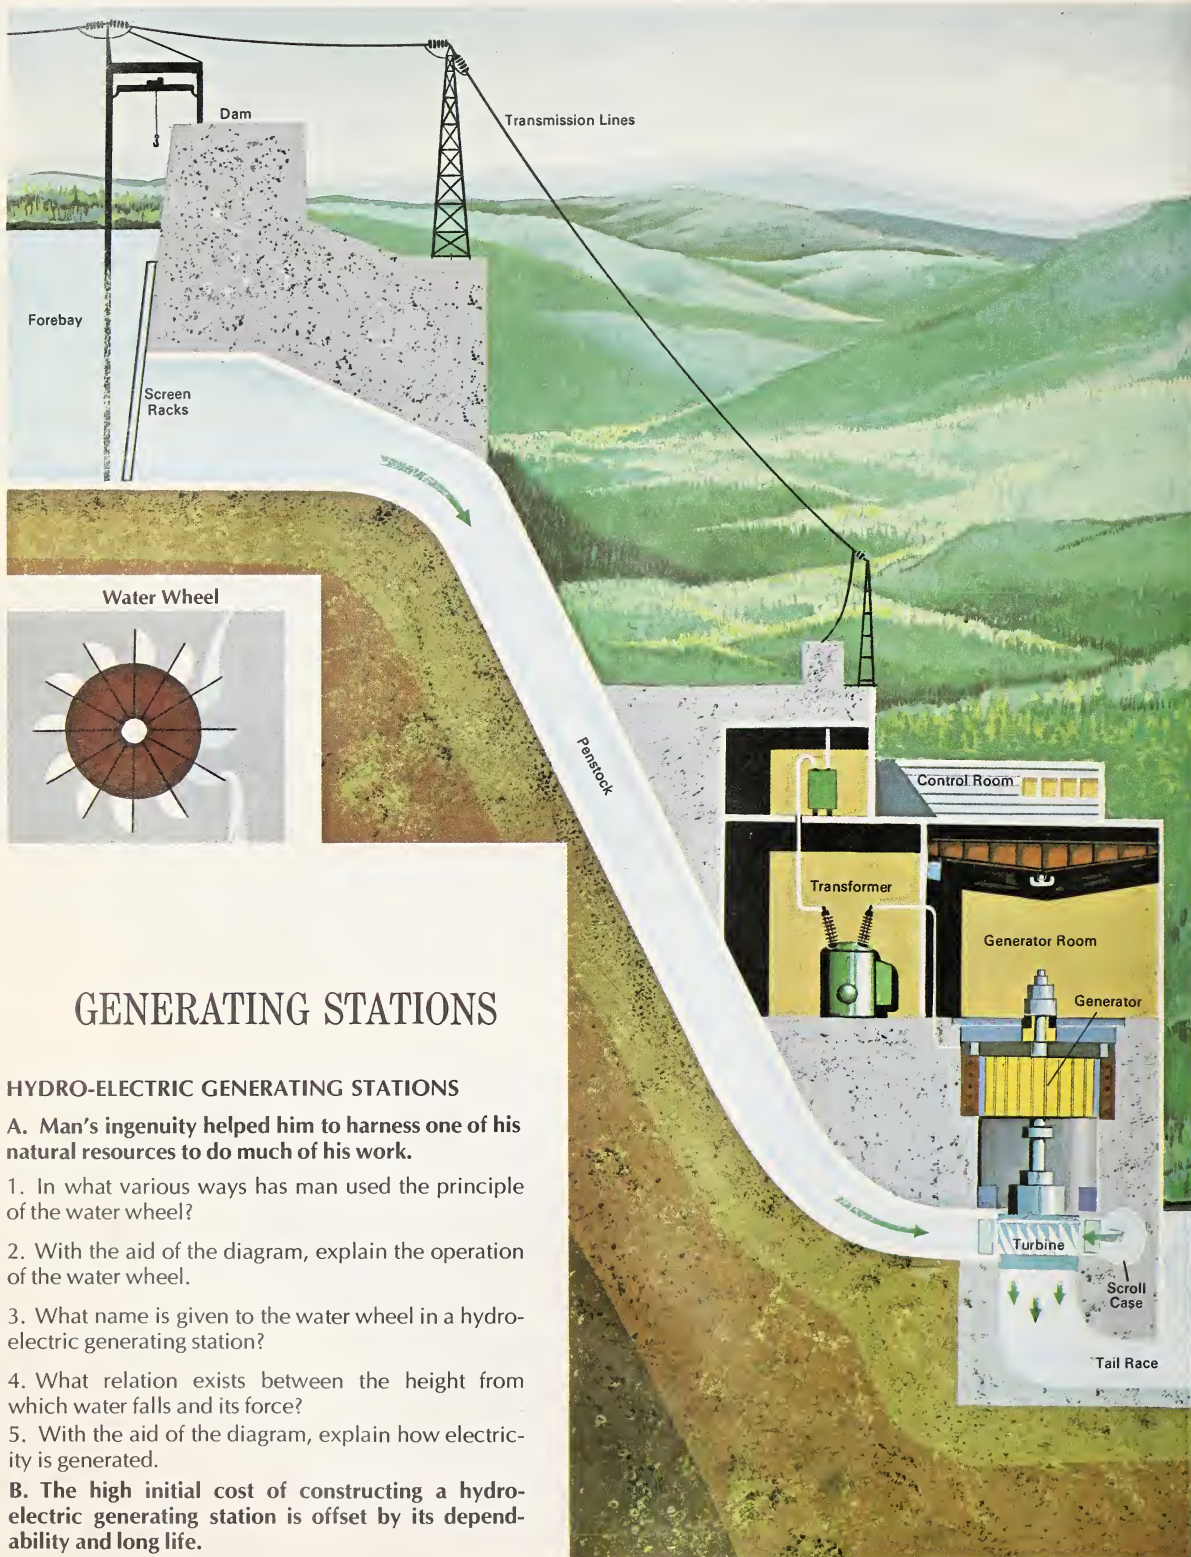 Dam
Transmission Lines
Forebay
Screen
Racks
Water Wheel
Penstock
Control Room
Transformer
Generator Room
Generator
Turbine
Scroll
Case
Tail Race
GENERATING STATIONS
HYDRO-ELECTRIC GENERATING STATIONS
A. Man's ingenuity helped him to harness one of his
natural resources to do much of his work.
1. In what various ways has man used the principle
of the water wheel?
2. With the aid of the diagram, explain the operation
of the water wheel.
3. What name is given to the water wheel in a hydro-
electric generating station?
4. What relation exists between the height from
which water falls and its force?
5. With the aid of the diagram, explain how electric-
ity is generated.
B. The high initial cost of constructing a hydro-
electric generating station is offset by its depend-
ability and long life.